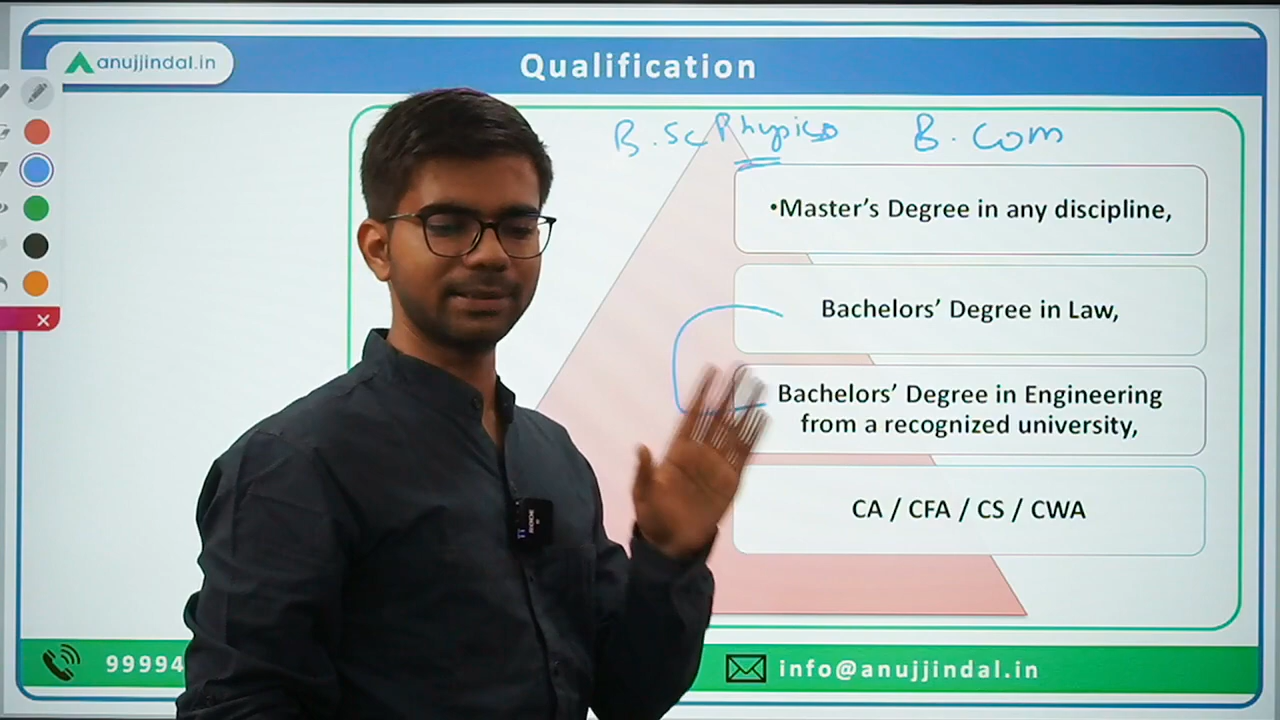 anujjindal.in
Qualification
B.Sc Physics B.Com
•Master's Degree in any discipline,
Bachelors' Degree in Law,
Bachelors' Degree in Engineering
from a recognized university,
CA / CFA / CS / CWA
99994
info@anujjindal.in